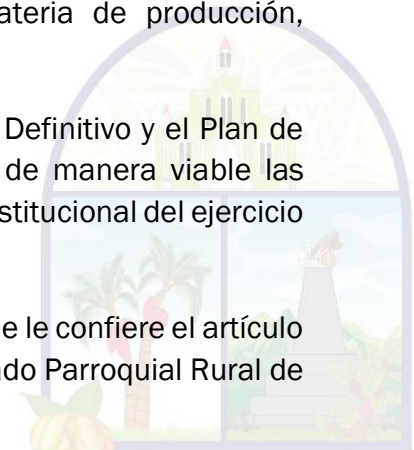 ateria de producción,
Definitivo y el Plan de
de manera viable las
stitucional del ejercicio
e le confiere el artículo
do Parroquial Rural de